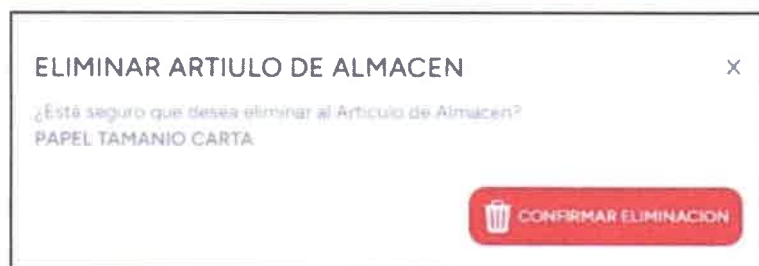 ELIMINAR ARTIULO DE ALMACEN X
¿Está seguro que desea eliminar al Articulo de Almacen?
PAPEL TAMANIO CARTA
CONFIRMAR ELIMINACION